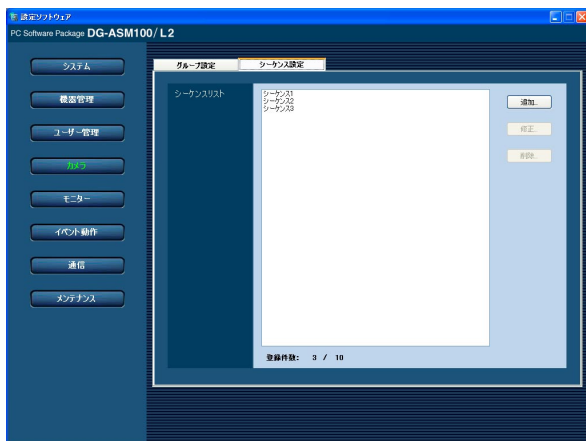 設定ソフトウェア
PC Software Package DG-ASM100/L2
システム
機器管理
ユーザー管理
カメラ
モニター
イベント動作
通信
メンテナンス
グループ設定
シーケンス設定
シーケンスリスト
シーケンス1
シーケンス2
シーケンス3
追加...
修正...
削除...
登録件数: 3 / 10